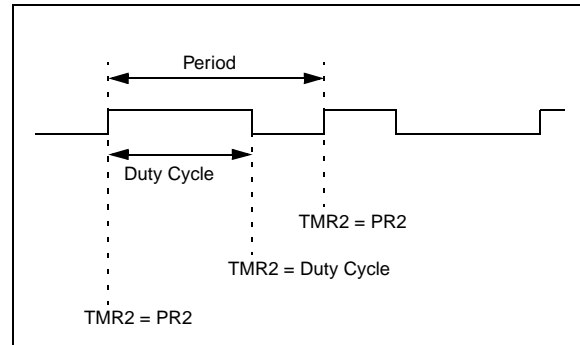 Period
Duty Cycle
TMR2 = PR2
TMR2 = Duty Cycle
TMR2 = PR2